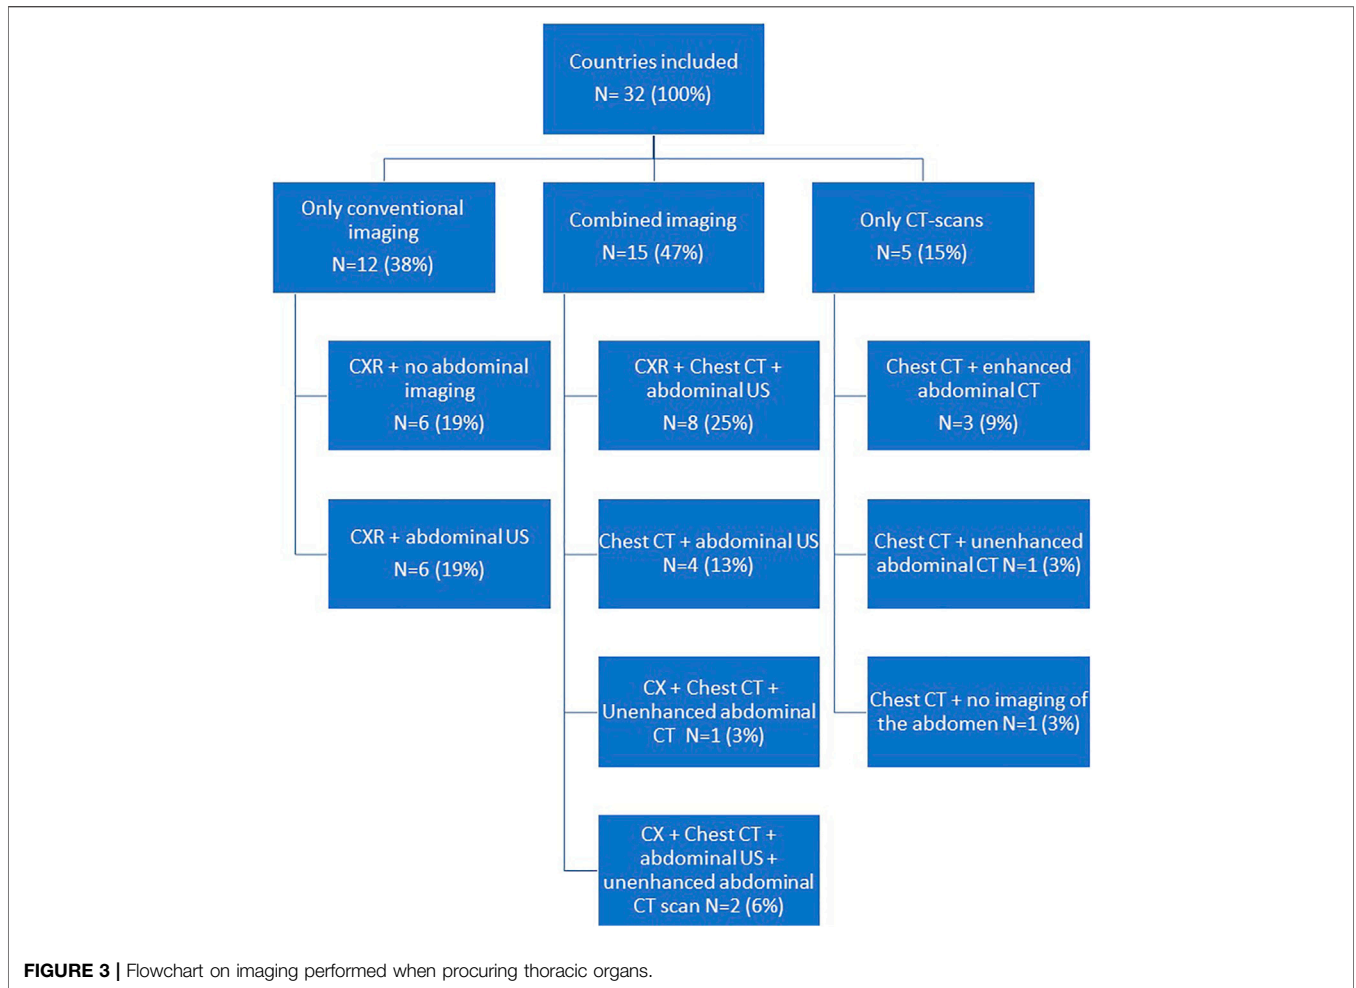 Countries included
N= 32 (100%)
Only conventional
imaging
N=12 (38%)
Combined imaging
N=15 (47%)
Only CT-scans
N=5 (15%)
CXR + no abdominal
imaging
N=6 (19%)
CXR + Chest CT +
abdominal US
N=8 (25%)
Chest CT + enhanced
abdominal CT
N=3 (9%)
CXR + abdominal US
N=6 (19%)
Chest CT + abdominal US
N=4 (13%)
Chest CT + unenhanced
abdominal CT N=1 (3%)
CX + Chest CT +
Unenhanced abdominal
CT N=1 (3%)
Chest CT + no imaging of
the abdomen N=1 (3%)
CX + Chest CT +
abdominal US +
unenhanced abdominal
CT scan N=2 (6%)
FIGURE 3 | Flowchart on imaging performed when procuring thoracic organs.